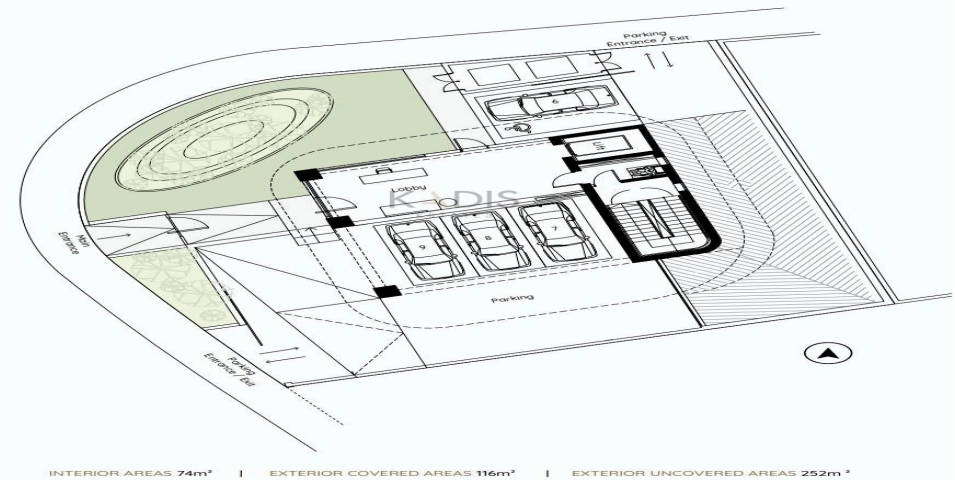 Parking
Entrance / Exit
6
Lift
Lobby
KADIS
9
8
7
Main
Entrance
Parking
Parking
Entrance / Exit
INTERIOR AREAS 74m² | EXTERIOR COVERED AREAS 116m² | EXTERIOR UNCOVERED AREAS 252m²